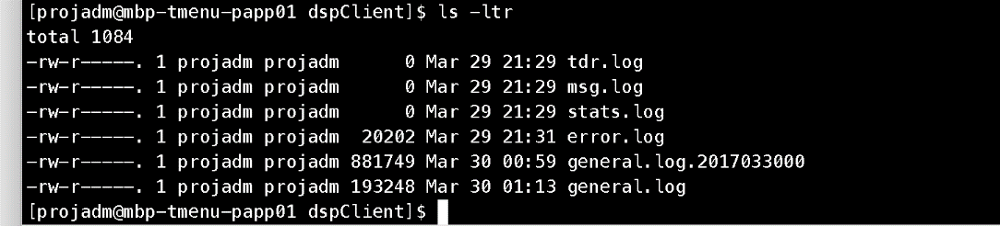 [projadm@mbp-tmenu-papp01 dspClient]$ ls -ltr
total 1084
-rw-r-----. 1 projadm projadm      0 Mar 29 21:29 tdr.log
-rw-r-----. 1 projadm projadm      0 Mar 29 21:29 msg.log
-rw-r-----. 1 projadm projadm      0 Mar 29 21:29 stats.log
-rw-r-----. 1 projadm projadm  20202 Mar 29 21:31 error.log
-rw-r-----. 1 projadm projadm 881749 Mar 30 00:59 general.log.2017033000
-rw-r-----. 1 projadm projadm 193248 Mar 30 01:13 general.log
[projadm@mbp-tmenu-papp01 dspClient]$